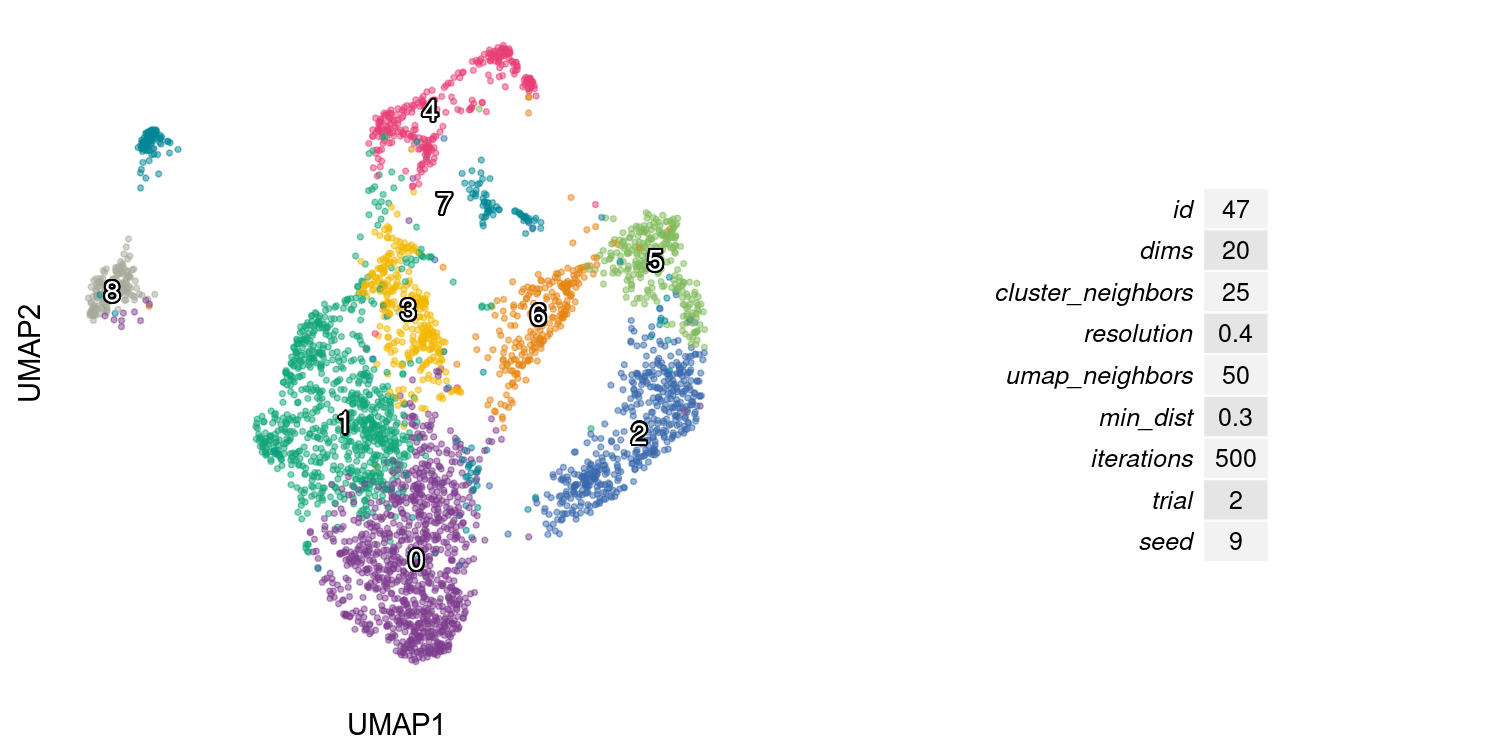 4
7
5
8
3
6
1
2
0
UMAP2
UMAP1
id 47
dims 20
cluster_neighbors 25
resolution 0.4
umap_neighbors 50
min_dist 0.3
iterations 500
trial 2
seed 9